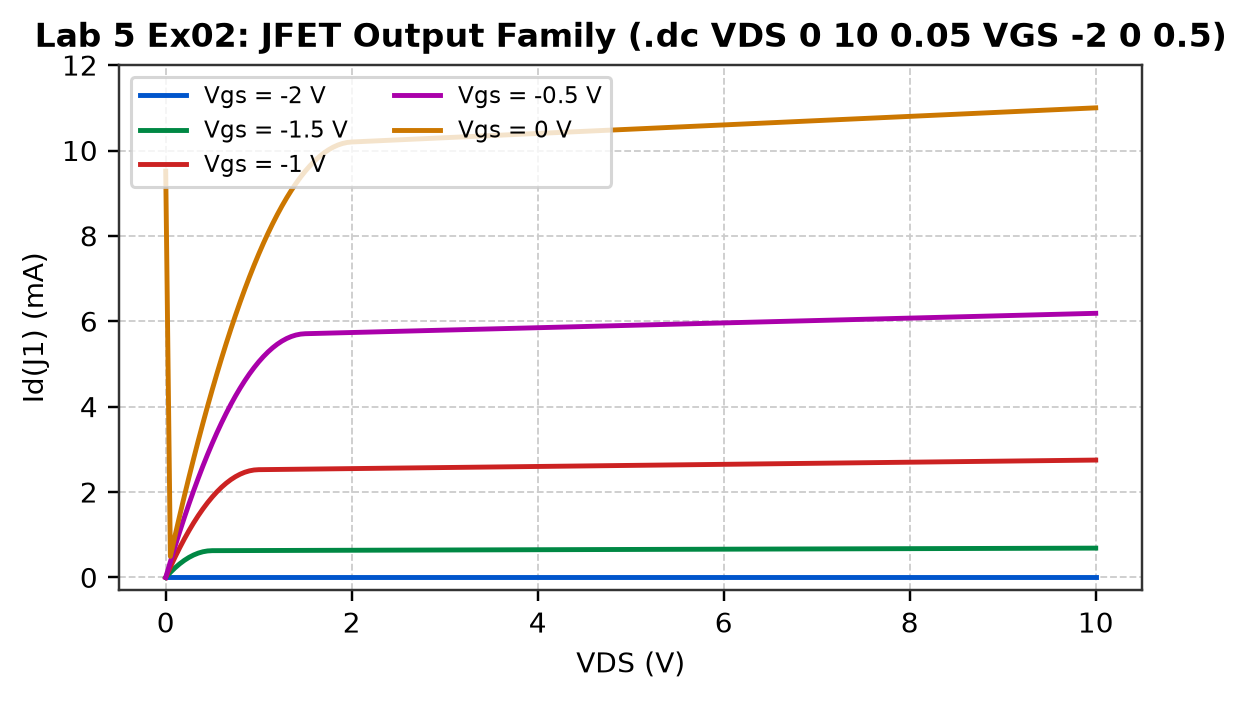 Lab 5 Ex02: JFET Output Family (.dc VDS 0 10 0.05 VGS -2 0 0.5)
Vgs = -2 V
Vgs = -1.5 V
Vgs = -1 V
Vgs = -0.5 V
Vgs = 0 V
Id(J1) (mA)
12
10
8
6
4
2
0
0 2 4 6 8 10
VDS (V)